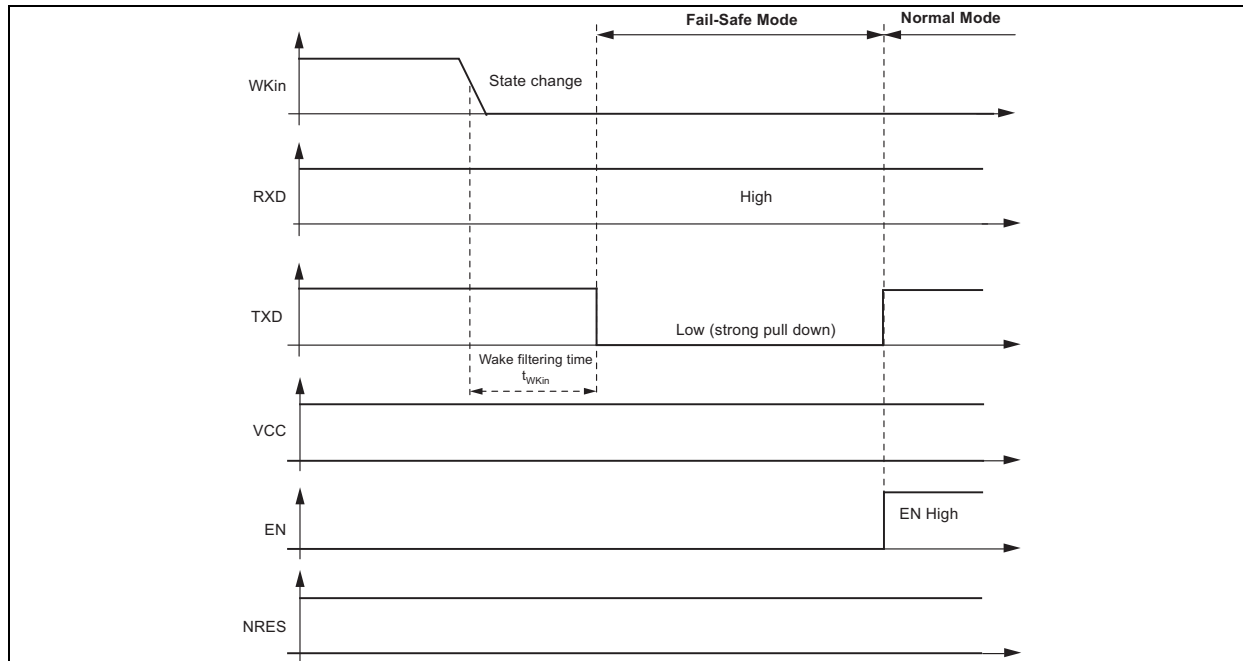 Fail-Safe Mode
Normal Mode
WKin
State change
RXD
High
TXD
Low (strong pull down)
Wake filtering time
tWKin
VCC
EN
EN High
NRES